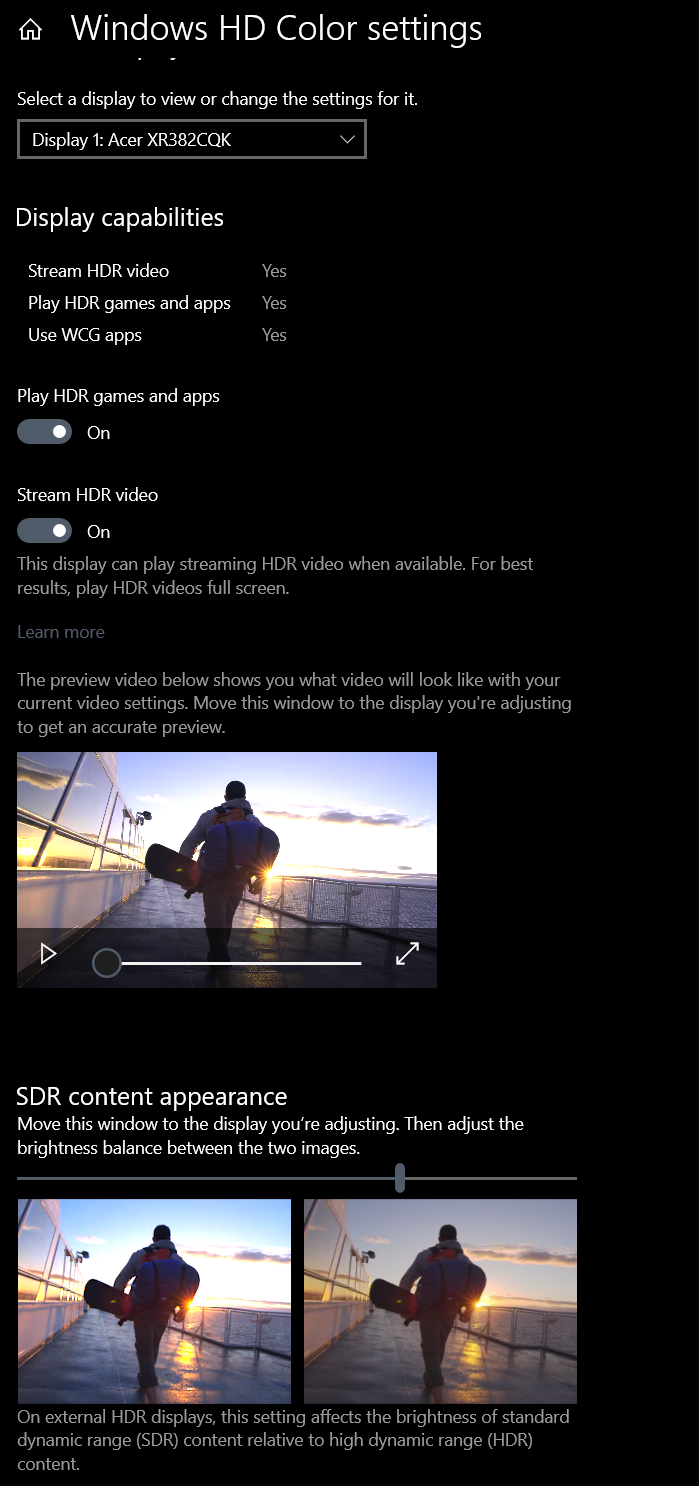 Windows HD Color settings
Select a display to view or change the settings for it.
Display 1: Acer XR382CQK
Display capabilities
Stream HDR video Yes
Play HDR games and apps Yes
Use WCG apps Yes
Play HDR games and apps
On
Stream HDR video
On
This display can play streaming HDR video when available. For best
results, play HDR videos full screen.
Learn more
The preview video below shows you what video will look like with your
current video settings. Move this window to the display you're adjusting
to get an accurate preview.
SDR content appearance
Move this window to the display you’re adjusting. Then adjust the
brightness balance between the two images.
On external HDR displays, this setting affects the brightness of standard
dynamic range (SDR) content relative to high dynamic range (HDR)
content.